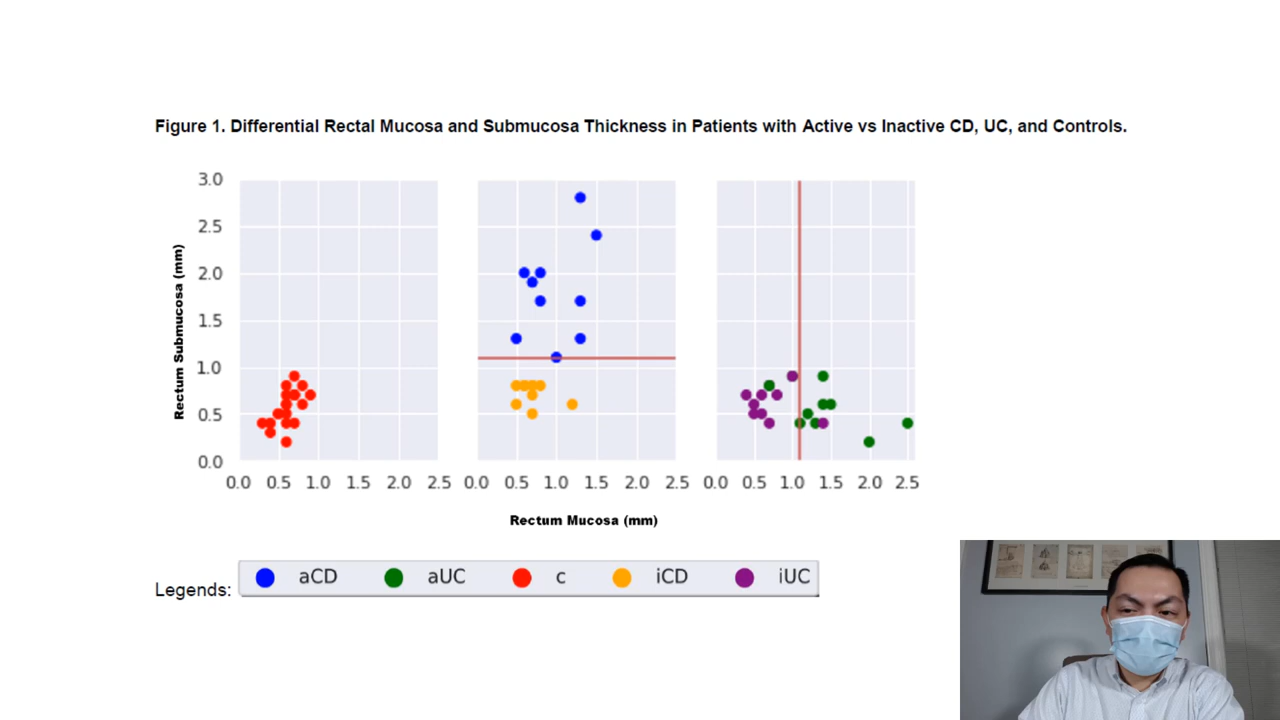 Figure 1. Differential Rectal Mucosa and Submucosa Thickness in Patients with Active vs Inactive CD, UC, and Controls.
Rectum Submucosa (mm)
3.0
2.5
2.0
1.5
1.0
0.5
0.0
0.0 0.5 1.0 1.5 2.0 2.5 0.0 0.5 1.0 1.5 2.0 2.5 0.0 0.5 1.0 1.5 2.0 2.5
Rectum Mucosa (mm)
Legends: aCD aUC c iCD iUC